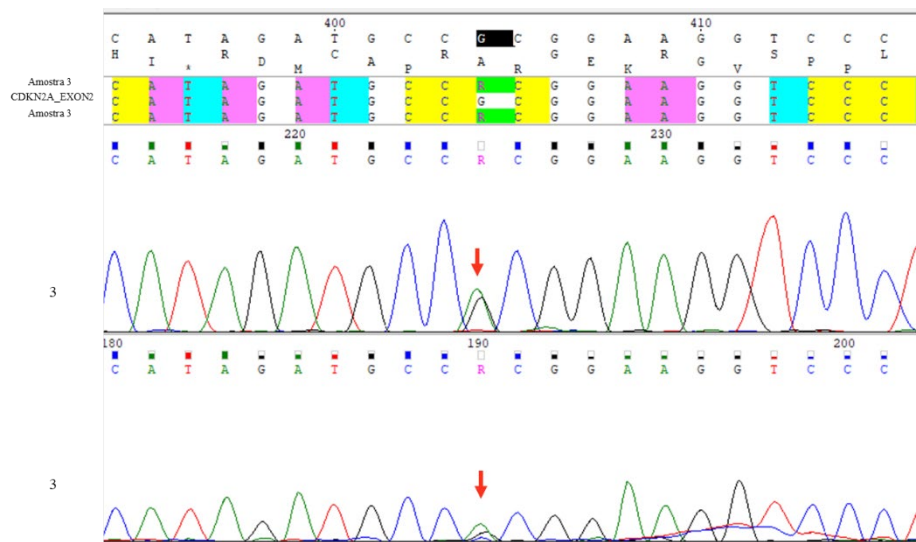 400 410
C A T A G A T G C C G C G G A A G G T C C C
H R C R G R S L
I D A A E G P
* M P R K V P
Amostra 3 C A T A G A T G C C R C G G A A G G T C C C
CDKN2A_EXON2 C A T A G A T G C C G C G G A A G G T C C C
Amostra 3 C A T A G A T G C C R C G G A A G G T C C C
220 230
C A T A G A T G C C R C G G A A G G T C C C
3
180 190 200
C A T A G A T G C C R C G G A A G G T C C C
3